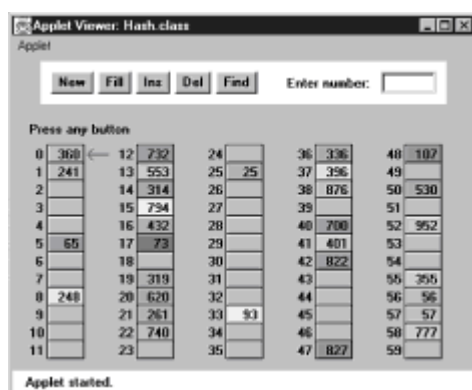 Applet Viewer: Hash.class
Applet
New Fill Ins Del Find Enter number:
Press any button
0 360 12 732 24 36 336 48 107
1 241 13 553 25 25 37 396 49
2 14 314 26 38 876 50 530
3 15 794 27 39 51
4 16 432 28 40 700 52 952
5 65 17 73 29 41 401 53
6 18 30 42 822 54
7 19 319 31 43 55 355
8 248 20 620 32 44 56 56
9 21 261 33 93 45 57 57
10 22 740 34 46 58 777
11 23 35 47 827 59
Applet started.